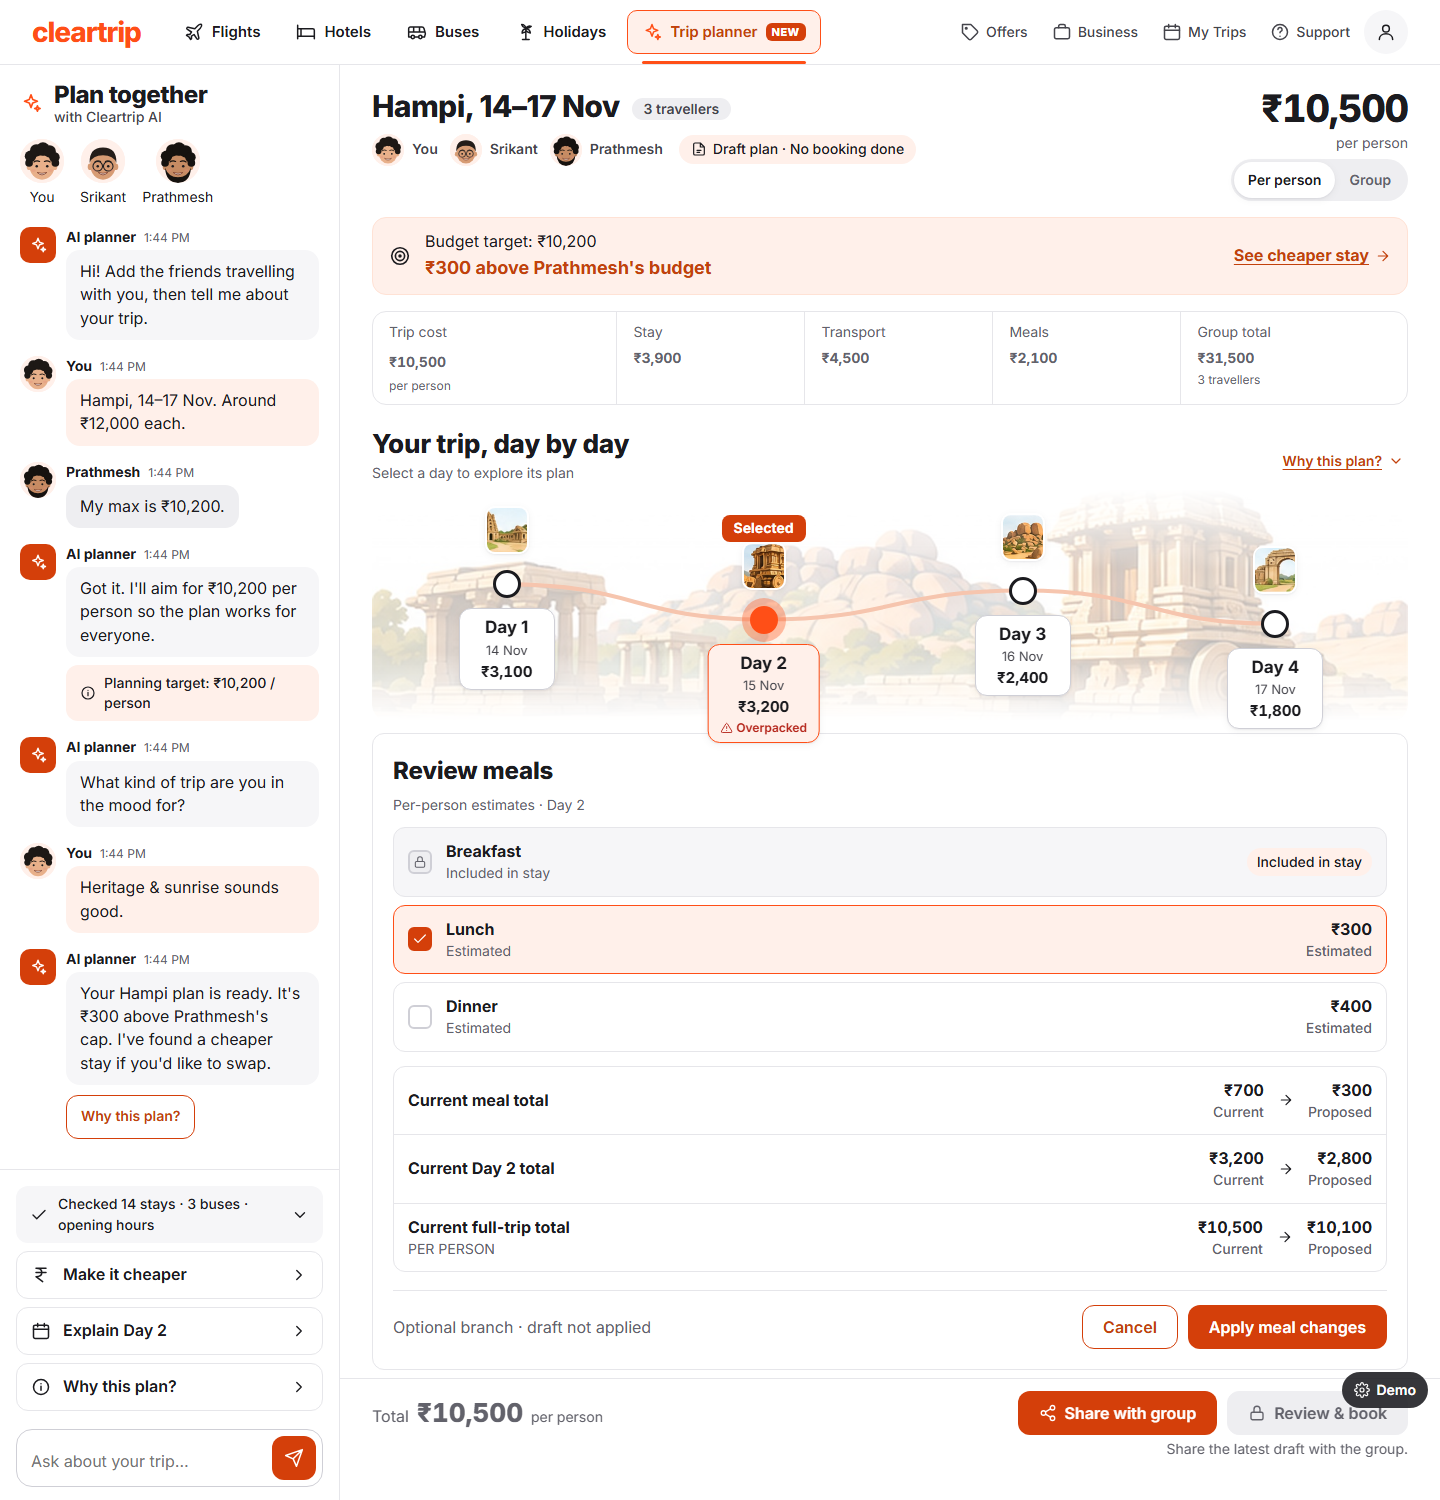 cleartrip
Flights
Hotels
Buses
Holidays
Trip planner NEW
Offers
Business
My Trips
Support
Plan together
with Cleartrip AI
You
Srikant
Prathmesh
AI planner 1:44 PM
Hi! Add the friends travelling
with you, then tell me about
your trip.
You 1:44 PM
Hampi, 14–17 Nov. Around
₹12,000 each.
Prathmesh 1:44 PM
My max is ₹10,200.
AI planner 1:44 PM
Got it. I'll aim for ₹10,200 per
person so the plan works for
everyone.
Planning target: ₹10,200 /
person
AI planner 1:44 PM
What kind of trip are you in
the mood for?
You 1:44 PM
Heritage & sunrise sounds
good.
AI planner 1:44 PM
Your Hampi plan is ready. It's
₹300 above Prathmesh's
cap. I've found a cheaper
stay if you'd like to swap.
Why this plan?
Checked 14 stays · 3 buses ·
opening hours
Make it cheaper
Explain Day 2
Why this plan?
Ask about your trip...
Hampi, 14–17 Nov
3 travellers
You
Srikant
Prathmesh
Draft plan · No booking done
₹10,500
per person
Per person
Group
Budget target: ₹10,200
₹300 above Prathmesh's budget
See cheaper stay
Trip cost
₹10,500
per person
Stay
₹3,900
Transport
₹4,500
Meals
₹2,100
Group total
₹31,500
3 travellers
Your trip, day by day
Select a day to explore its plan
Why this plan?
Day 1
14 Nov
₹3,100
Selected
Day 2
15 Nov
₹3,200
Overpacked
Day 3
16 Nov
₹2,400
Day 4
17 Nov
₹1,800
Review meals
Per-person estimates · Day 2
Breakfast
Included in stay
Included in stay
Lunch
Estimated
₹300
Estimated
Dinner
Estimated
₹400
Estimated
Current meal total
₹700
Current
₹300
Proposed
Current Day 2 total
₹3,200
Current
₹2,800
Proposed
Current full-trip total
PER PERSON
₹10,500
Current
₹10,100
Proposed
Optional branch · draft not applied
Cancel
Apply meal changes
Total ₹10,500 per person
Share with group
Review & book
Demo
Share the latest draft with the group.